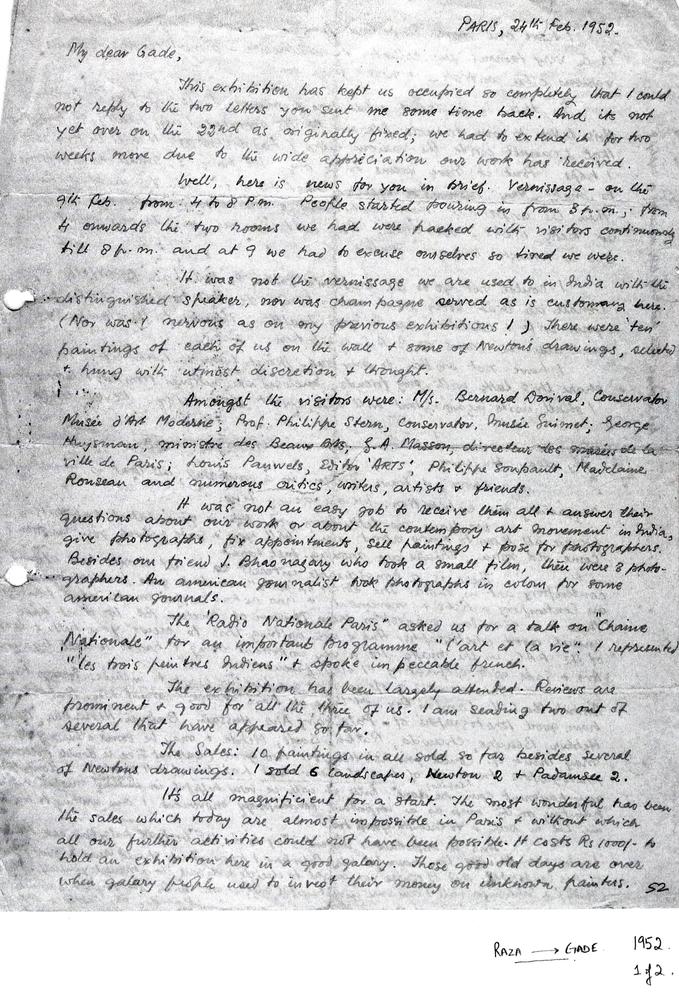 PARIS, 24th Feb. 1952.
My dear Gade,
This exhibition has kept us occupied so completely that I could
not reply to the two letters you sent me some time back. And its not
yet over on the 22nd as originally fixed; we had to extend it for two
weeks more due to the wide appriciation our work has received.
Well, here is news for you in brief. Vernissage - on the
9th Feb. from 4 to 8 P.m. People started pouring in from 3 p.m.; from
4 onwards the two rooms we had were packed with visitors continuously
till 8 p.m. and at 9 we had to excuse ourselves so tired we were.
It was not the vernissage we are used to in India with the
distinguished speaker, nor was champagne served as is customary here.
(Nor was I nervous as on my previous exhibitions!) There were ten
paintings of each of us on the wall + some of Newtons drawings, selected
+ hung with utmost discretion + thought.
Amongst the visitors were: M/s. Bernard Dorival, Conservator
Musée d'Art Moderne; Prof. Philippe Stern, Conservator, Musée Guimet; George
Huysman, ministre des Beaux Arts, G.A. Masson, directeur des musées de la
ville de Paris; Louis Pauwels, Editor 'ARTS', Philippe Soupault, Madelaine
Rouseau and numerous critics, writers, artists + friends.
It was not an easy job to receive them all + answer their
questions about our work or about the contempory art movement in India,
give photographs, fix appointments, sell paintings + pose for photographers.
Besides our friend J. Bhaonagary who took a small film, there were 3 photo-
graphers. An american journalist took photographs in colour for some
american journals.
The 'Radio Nationale Paris" asked us for a talk on "Chaine
Nationale" for an important programme "l'art et la vie". I represented
"les trois peintres Indiens" + spoke impeccable french.
The exhibition has been largely attended. Reviews are
prominent + good for all the three of us. I am sending two out of
several that have appeared so far.
The Sales: 10 paintings in all sold so far besides several
of Newtons drawings. I sold 6 landscapes, Newton 2 + Padamsee 2.
It's all magnificient for a start. The most wonderful has been
the sales which today are almost impossible in Paris + without which
all our further activities could not have been possible. It costs Rs 1000/- to
hold an exhibition here in a good galary. Those good old days are over
when galary people used to invest their money on unknown painters.
52
RAZA → GADE 1952.
1 of 2.